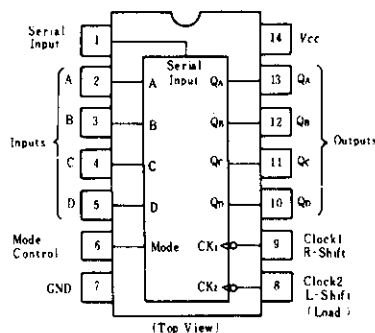 Serial
Input
1
14
Vcc
Serial
Input
A
2
A
QA
13
QA
B
3
B
QB
12
QB
Inputs
Outputs
C
4
C
QC
11
QC
D
5
D
QD
10
QD
Mode
Control
6
Mode
CK1
9
Clock1
R-Shift
GND
7
CK2
8
Clock2
L-Shift
(Load)
(Top View)